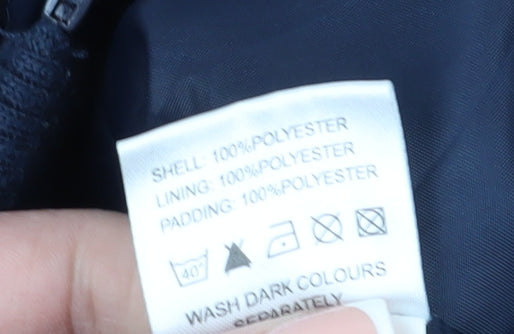 SHELL: 100%POLYESTER
LINING: 100%POLYESTER
PADDING: 100%POLYESTER
40°
WASH DARK COLOURS
SEPARATELY